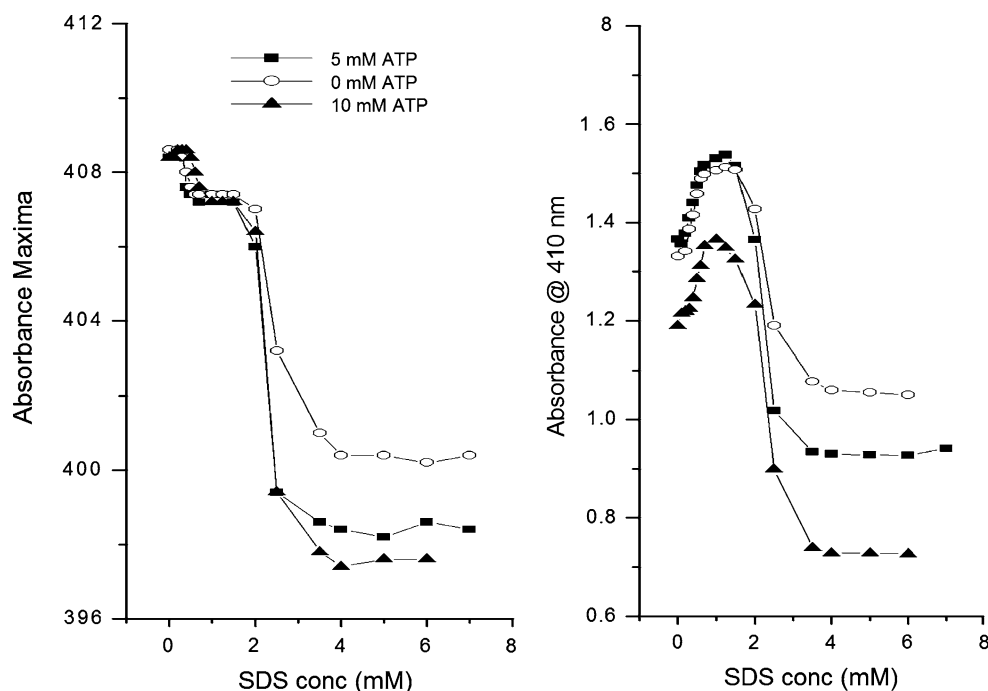 412
408
404
400
396
Absorbance Maxima
5 mM ATP
0 mM ATP
10 mM ATP
0 2 4 6 8
SDS conc (mM)
8
1.6
1.4
1.2
1.0
0.8
0.6
Absorbance @ 410 nm
0 2 4 6 8
SDS conc (mM)